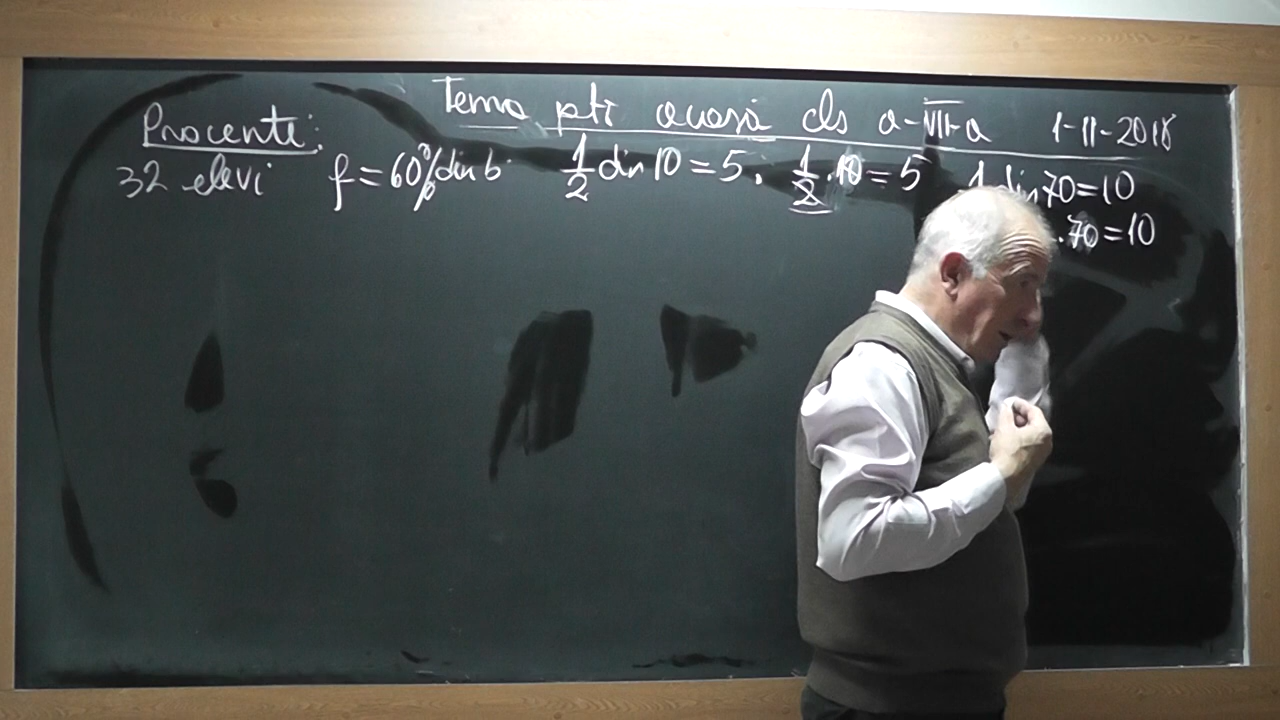 Tema ptr acasă cls a-VII-a 1-11-2018
Procente:
32 elevi f=60% din b 1/2 din 10=5. 1/2·10=5 1 din 70=10
.70=10